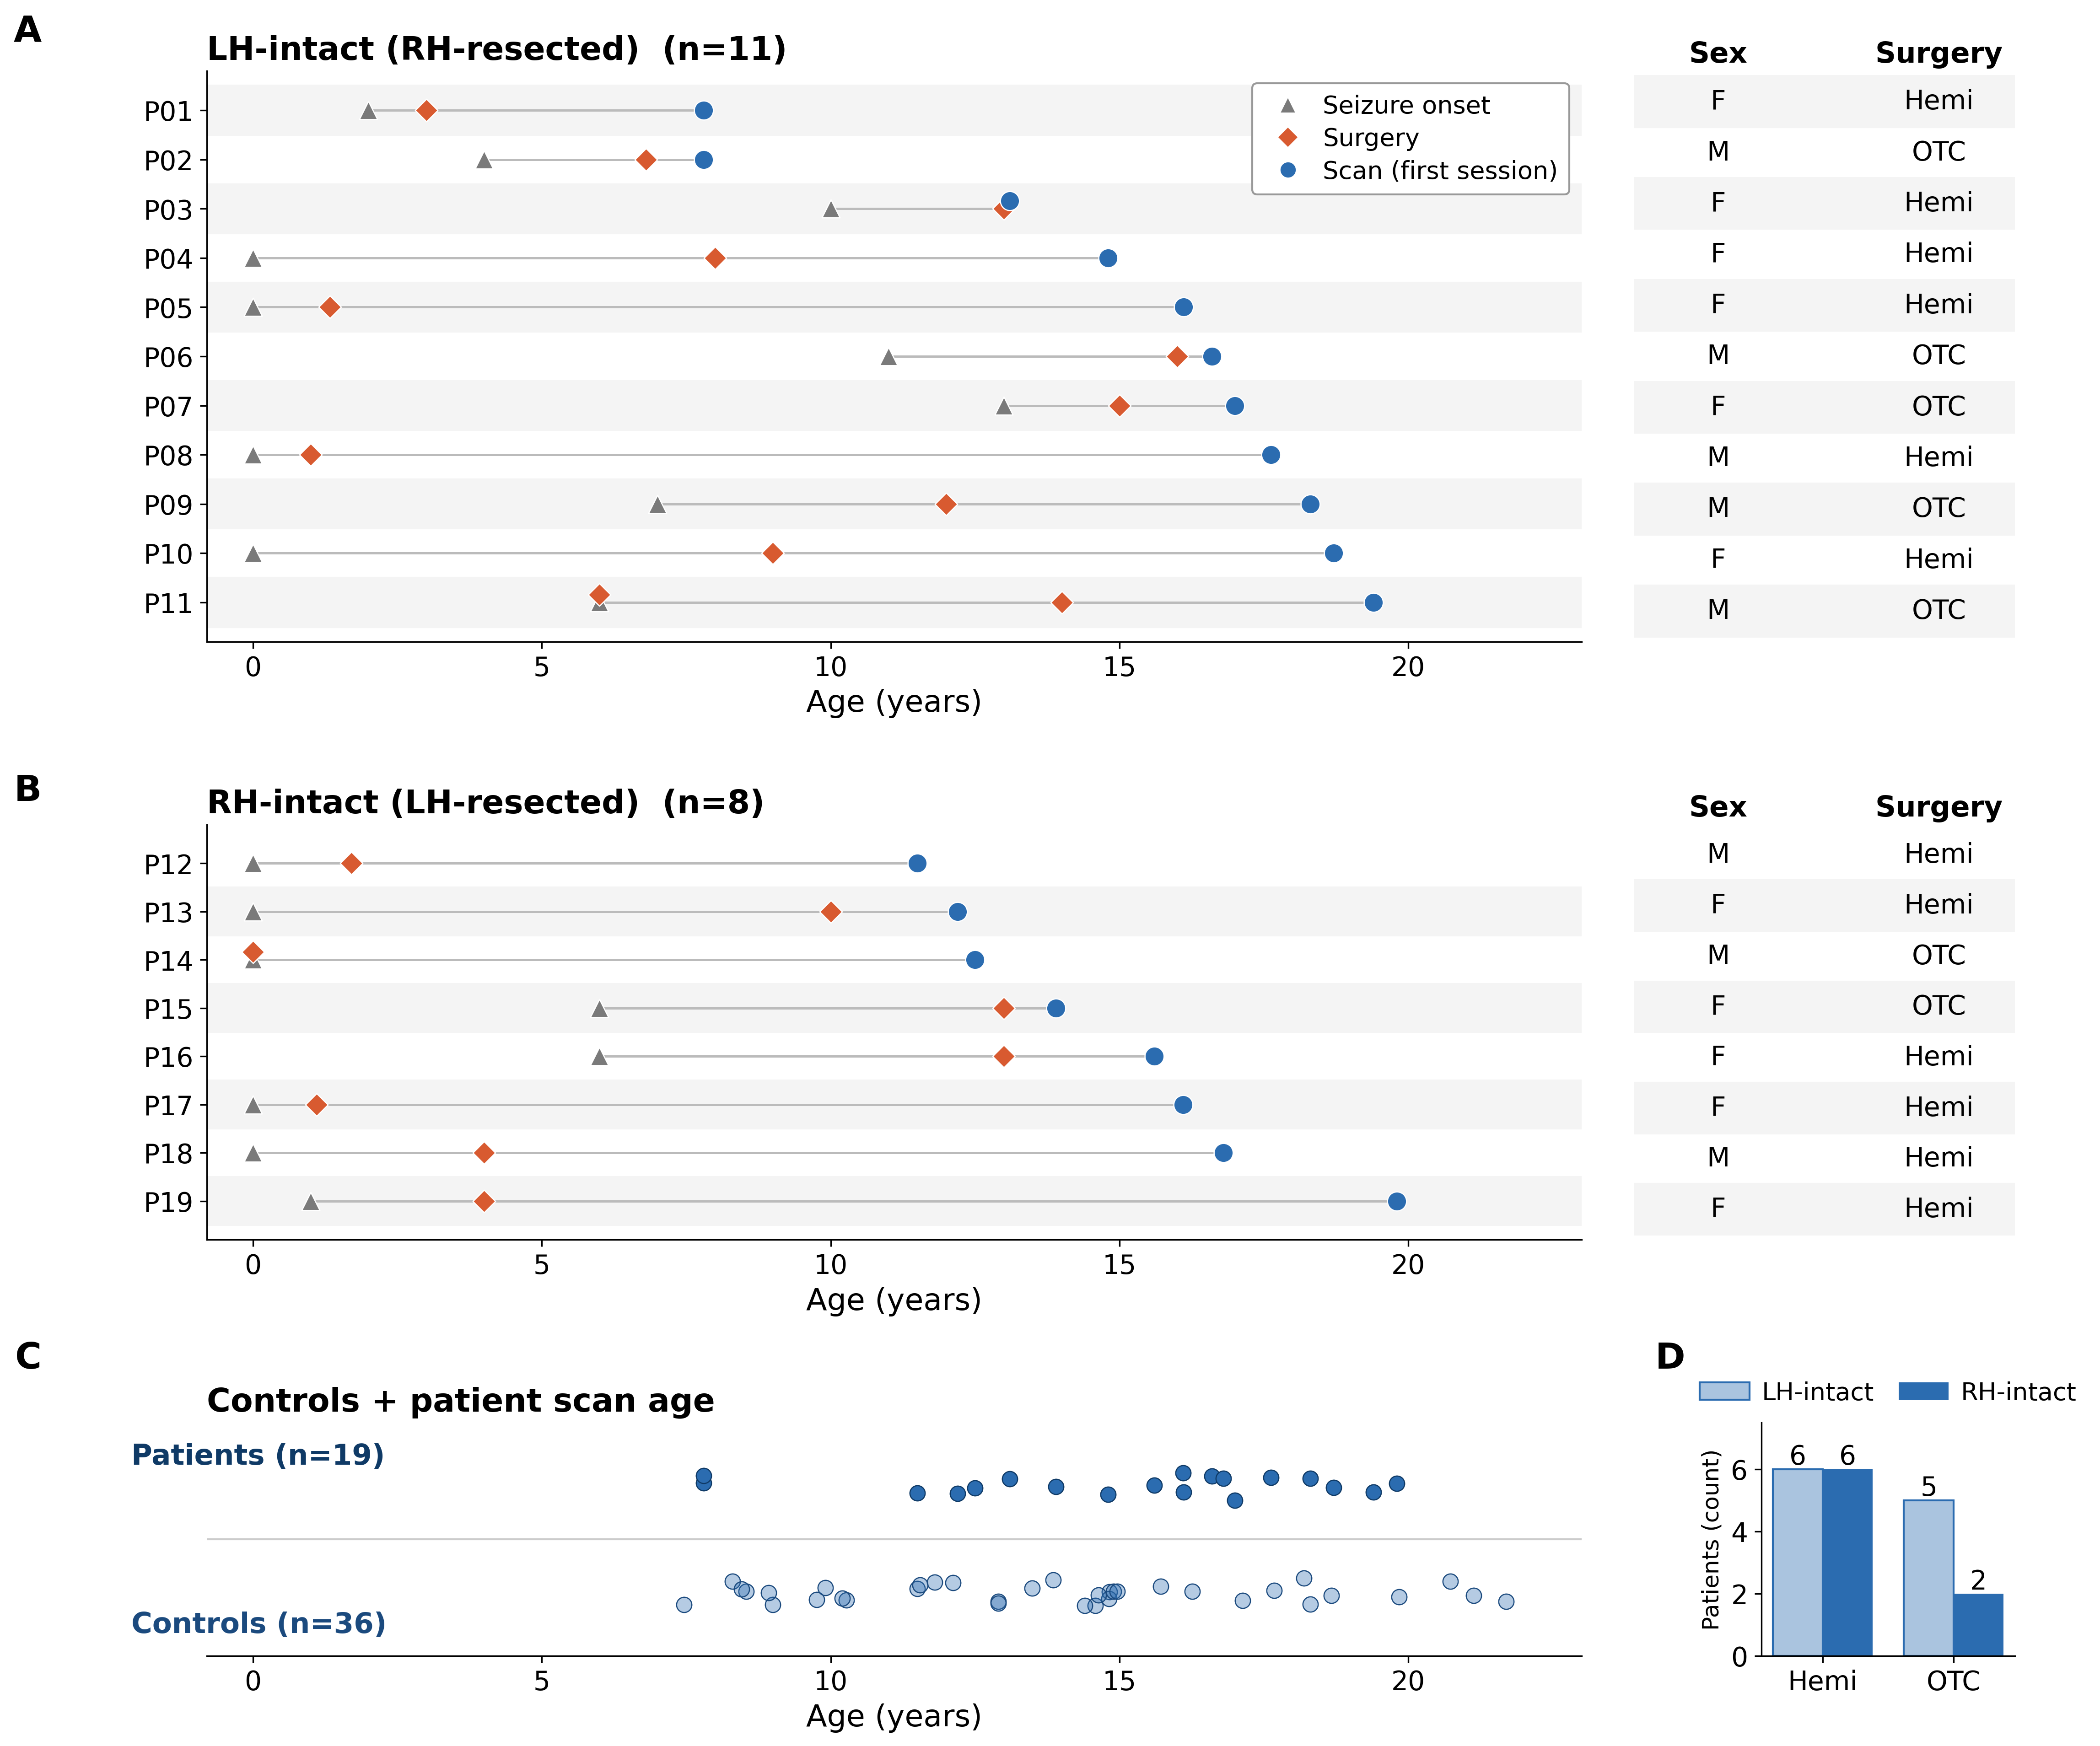 A
LH-intact (RH-resected) (n=11)
Sex Surgery
Seizure onset
Surgery
Scan (first session)
P01 F Hemi
P02 M OTC
P03 F Hemi
P04 F Hemi
P05 F Hemi
P06 M OTC
P07 F OTC
P08 M Hemi
P09 M OTC
P10 F Hemi
P11 M OTC
0 5 10 15 20
Age (years)
B
RH-intact (LH-resected) (n=8)
Sex Surgery
P12 M Hemi
P13 F Hemi
P14 M OTC
P15 F OTC
P16 F Hemi
P17 F Hemi
P18 M Hemi
P19 F Hemi
0 5 10 15 20
Age (years)
C
Controls + patient scan age
Patients (n=19)
Controls (n=36)
0 5 10 15 20
Age (years)
D
LH-intact RH-intact
Patients (count)
6
4
2
0
6 6 5 2
Hemi OTC